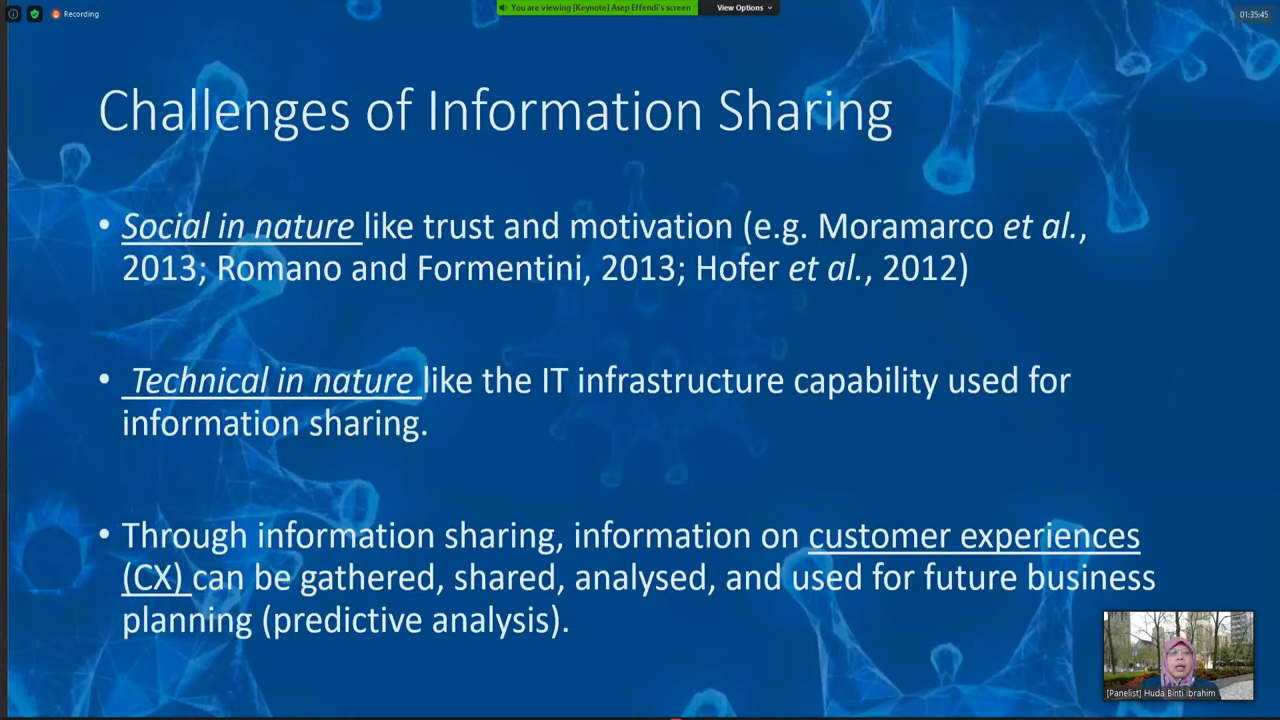 Recording
You are viewing [Keynote] Asep Effendi's screen
View Options
01:35:45
Challenges of Information Sharing
• Social in nature like trust and motivation (e.g. Moramarco et al.,
2013; Romano and Formentini, 2013; Hofer et al., 2012)
• Technical in nature like the IT infrastructure capability used for
information sharing.
• Through information sharing, information on customer experiences
(CX) can be gathered, shared, analysed, and used for future business
planning (predictive analysis).
[Panelist] Huda Binti Ibrahim